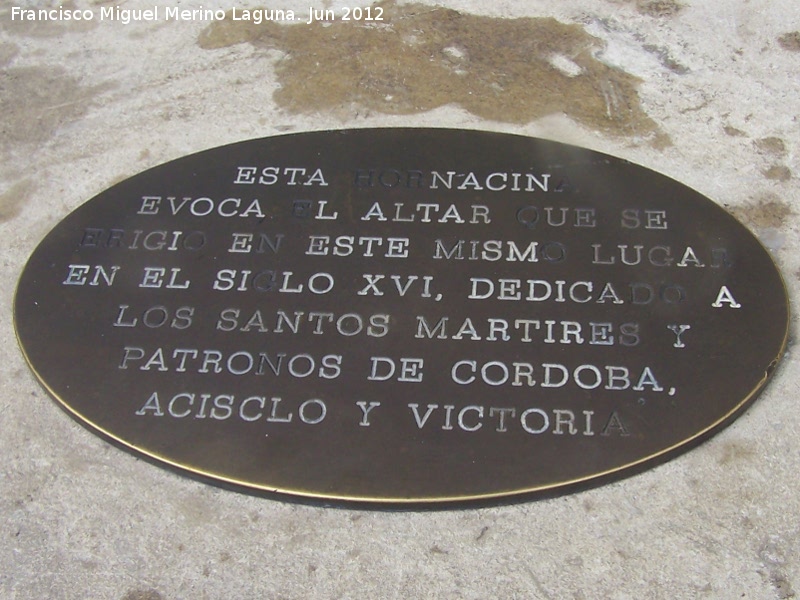 Francisco Miguel Merino Laguna. Jun 2012
ESTA HORNACINA
EVOCA EL ALTAR QUE SE
ERIGIO EN ESTE MISMO LUGAR
EN EL SIGLO XVI, DEDICADO A
LOS SANTOS MARTIRES Y
PATRONOS DE CORDOBA,
ACISCLO Y VICTORIA